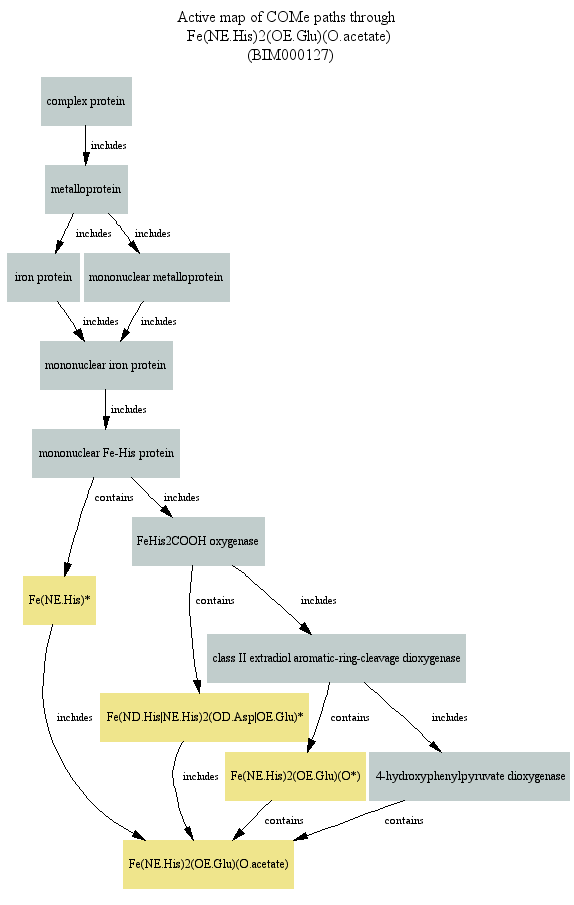 Active map of COMe paths through
Fe(NE.His)2(OE.Glu)(O.acetate)
(BIM000127)
complex protein
includes
metalloprotein
includes
includes
iron protein
mononuclear metalloprotein
includes
includes
mononuclear iron protein
includes
mononuclear Fe-His protein
contains
includes
FeHis2COOH oxygenase
Fe(NE.His)*
contains
includes
class II extradiol aromatic-ring-cleavage dioxygenase
includes
Fe(ND.His|NE.His)2(OD.Asp|OE.Glu)*
contains
includes
includes
Fe(NE.His)2(OE.Glu)(O*)
4-hydroxyphenylpyruvate dioxygenase
contains
contains
Fe(NE.His)2(OE.Glu)(O.acetate)